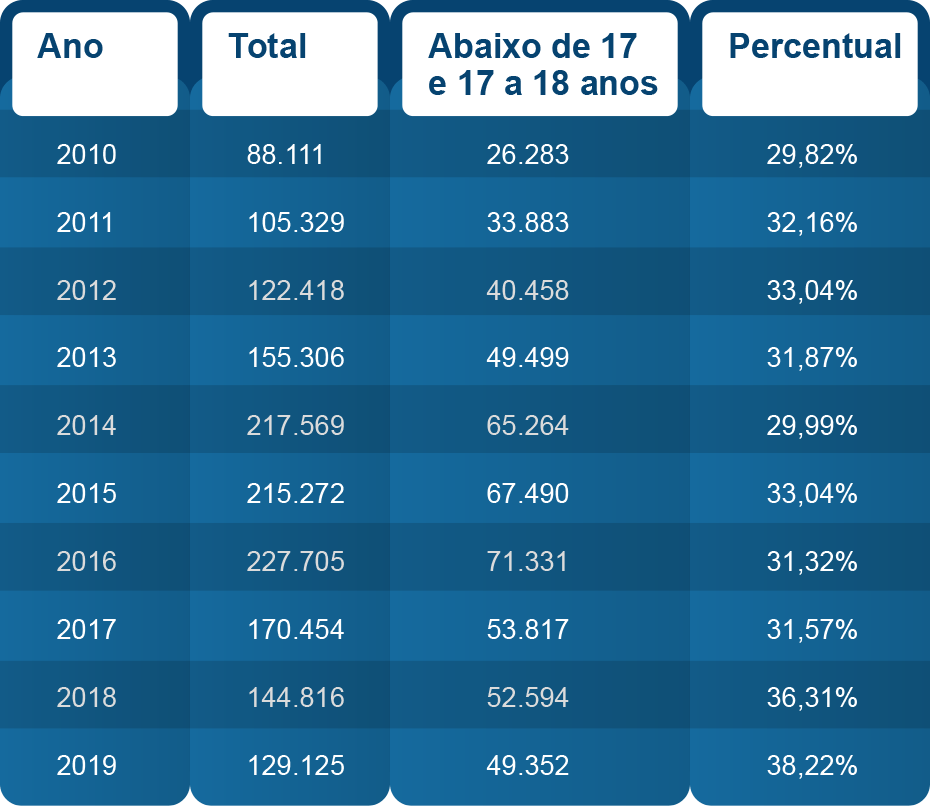 Ano Total Abaixo de 17 Percentual
e 17 a 18 anos
2010 88.111 26.283 29,82%
2011 105.329 33.883 32,16%
2012 122.418 40.458 33,04%
2013 155.306 49.499 31,87%
2014 217.569 65.264 29,99%
2015 215.272 67.490 33,04%
2016 227.705 71.331 31,32%
2017 170.454 53.817 31,57%
2018 144.816 52.594 36,31%
2019 129.125 49.352 38,22%